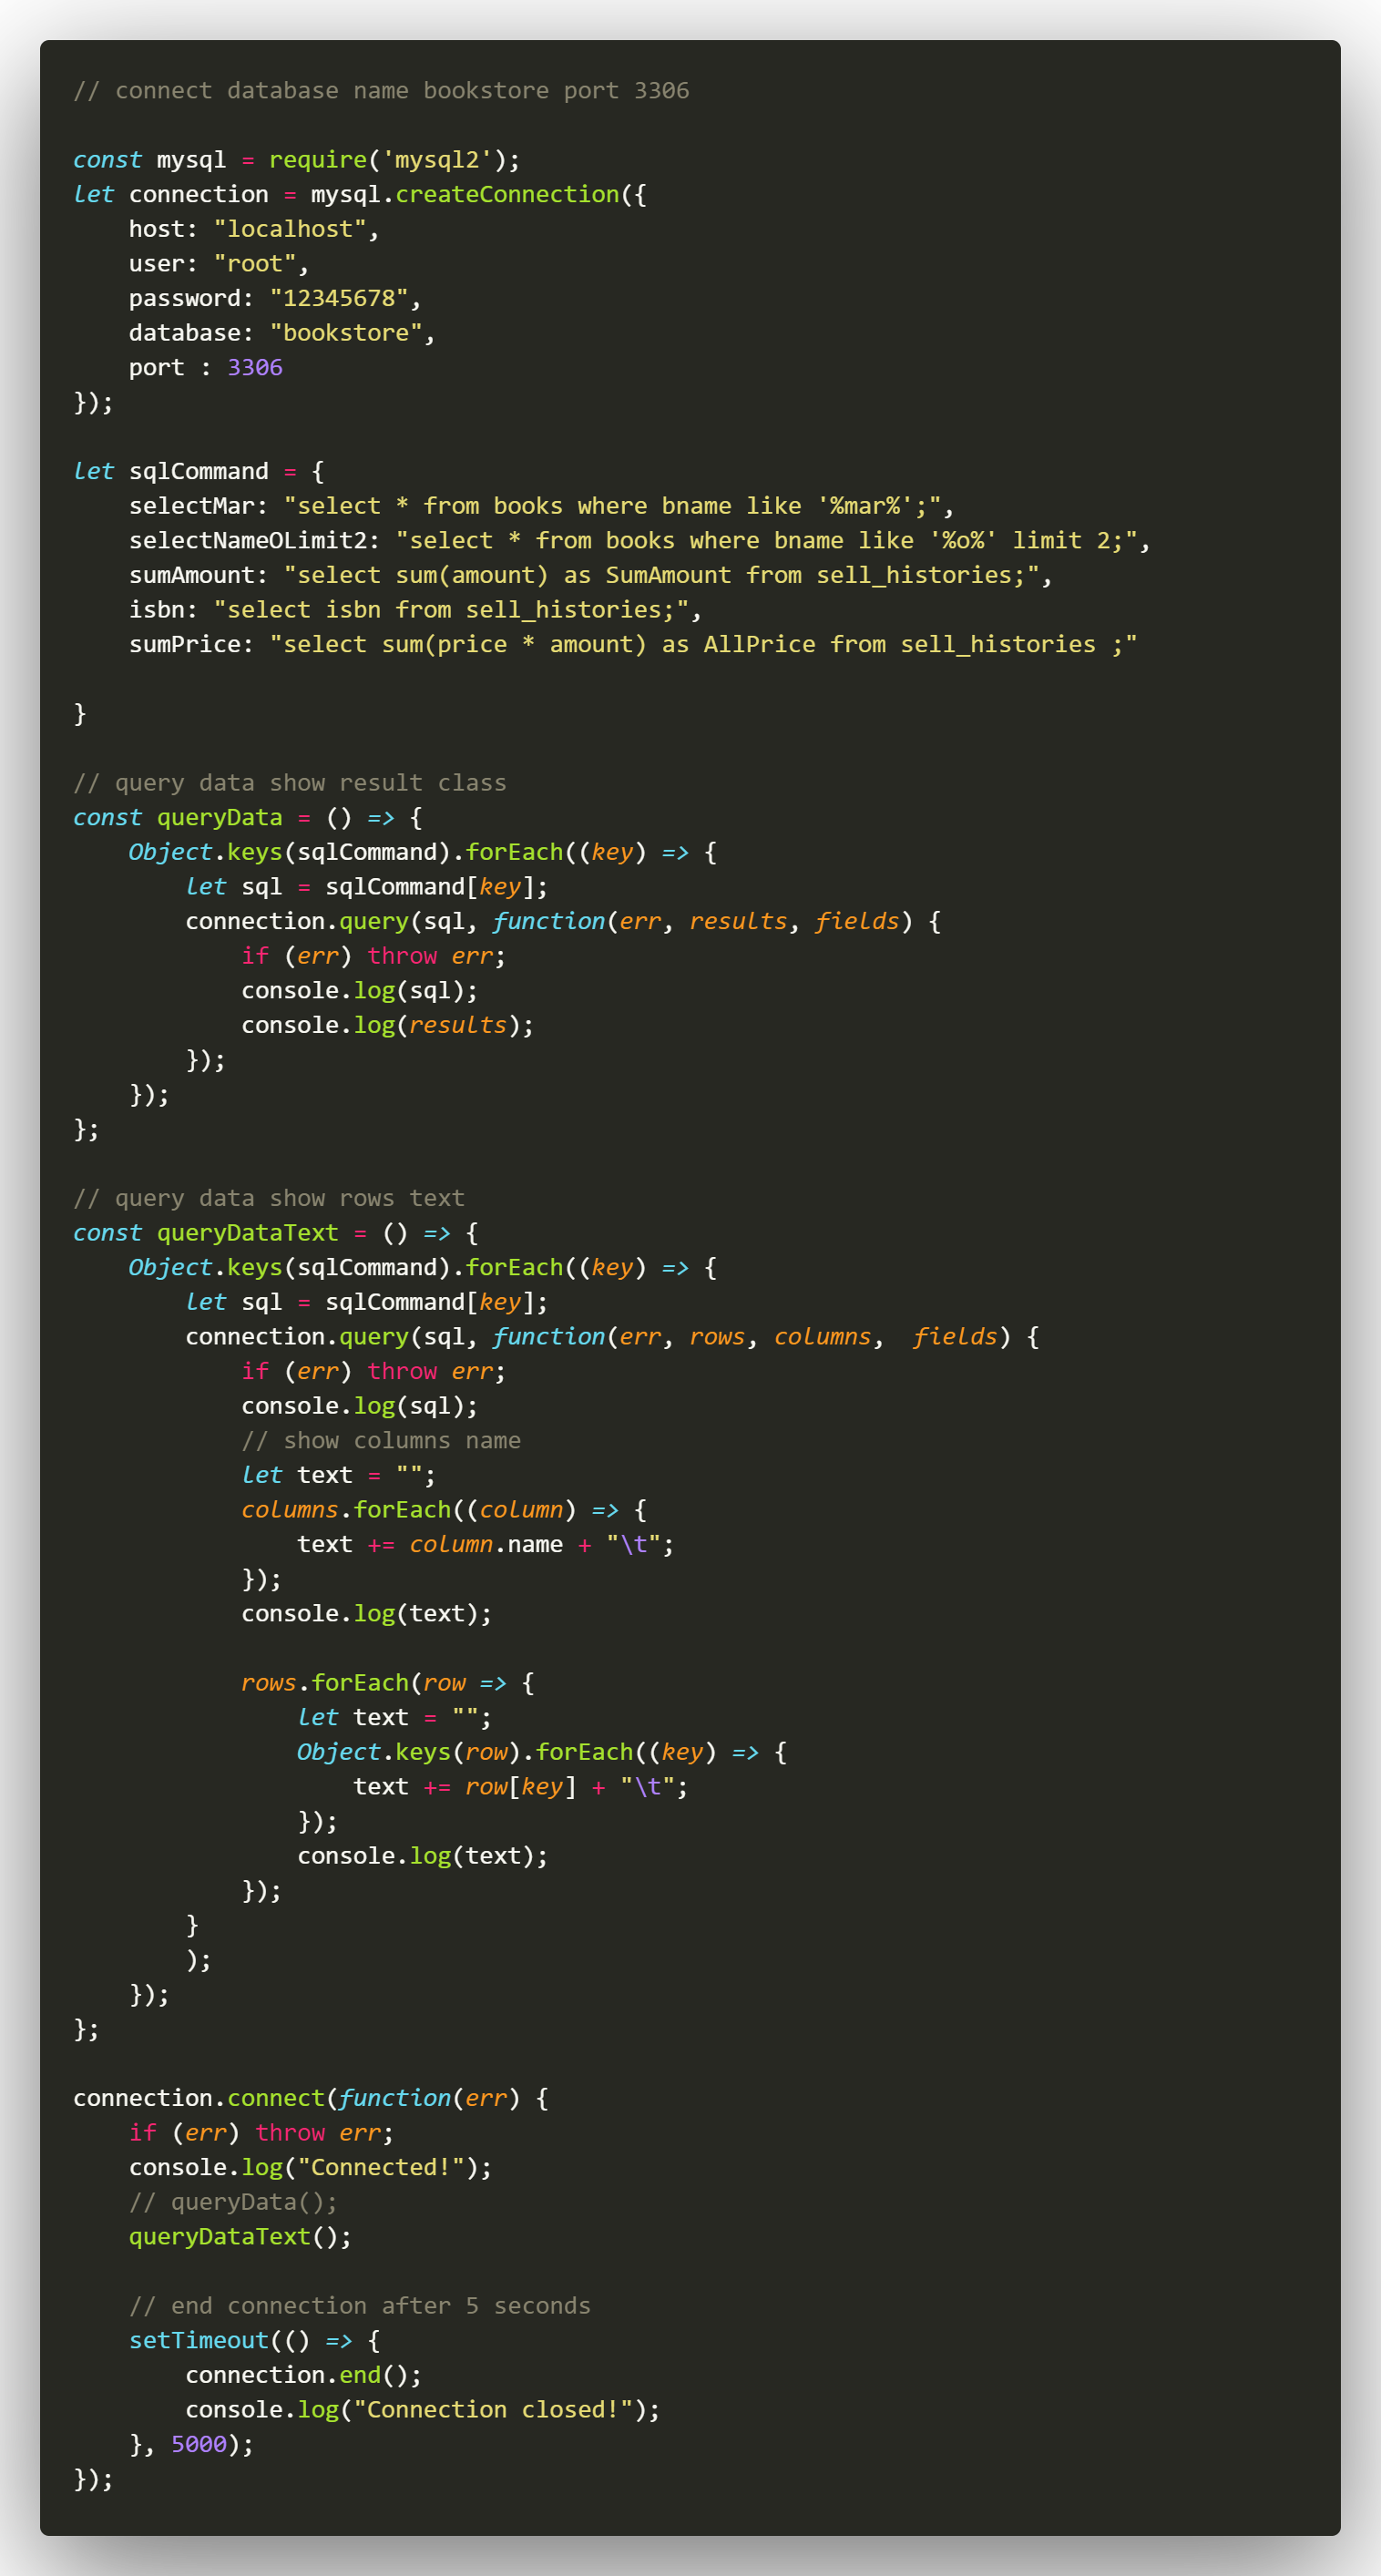 // connect database name bookstore port 3306

const mysql = require('mysql2');
let connection = mysql.createConnection({
    host: "localhost",
    user: "root",
    password: "12345678",
    database: "bookstore",
    port : 3306
});

let sqlCommand = {
    selectMar: "select * from books where bname like '%mar%';",
    selectNameOLimit2: "select * from books where bname like '%o%' limit 2;",
    sumAmount: "select sum(amount) as SumAmount from sell_histories;",
    isbn: "select isbn from sell_histories;",
    sumPrice: "select sum(price * amount) as AllPrice from sell_histories ;"

}

// query data show result class
const queryData = () => {
    Object.keys(sqlCommand).forEach((key) => {
        let sql = sqlCommand[key];
        connection.query(sql, function(err, results, fields) {
            if (err) throw err;
            console.log(sql);
            console.log(results);
        });
    });
};

// query data show rows text
const queryDataText = () => {
    Object.keys(sqlCommand).forEach((key) => {
        let sql = sqlCommand[key];
        connection.query(sql, function(err, rows, columns,  fields) {
            if (err) throw err;
            console.log(sql);
            // show columns name
            let text = "";
            columns.forEach((column) => {
                text += column.name + "\t";
            });
            console.log(text);

            rows.forEach(row => {
                let text = "";
                Object.keys(row).forEach((key) => {
                    text += row[key] + "\t";
                });
                console.log(text);
            });
        }
        );
    });
};

connection.connect(function(err) {
    if (err) throw err;
    console.log("Connected!");
    // queryData();
    queryDataText();

    // end connection after 5 seconds
    setTimeout(() => {
        connection.end();
        console.log("Connection closed!");
    }, 5000);
});